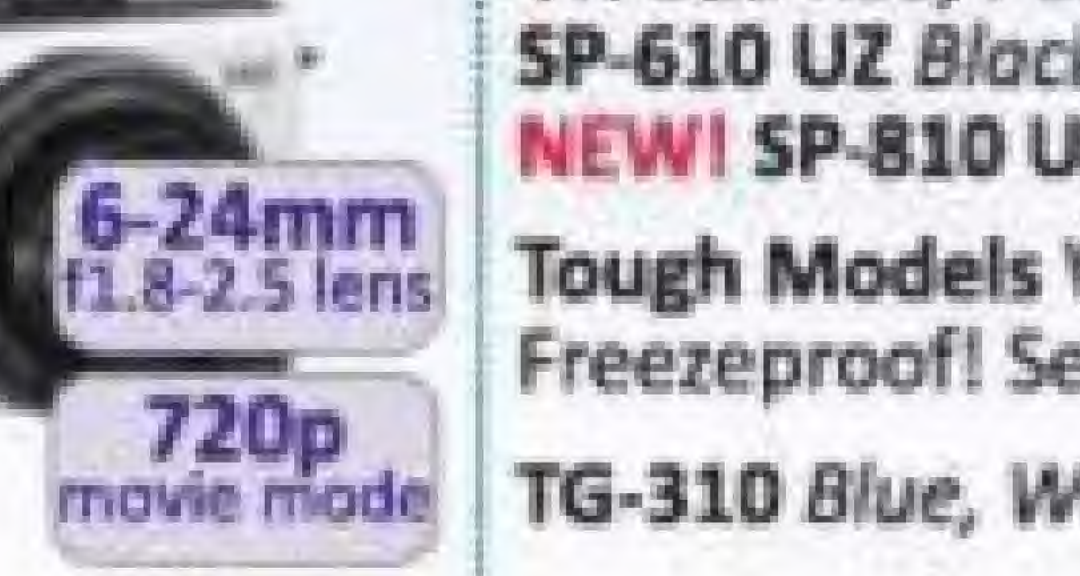 6-24mm
f1.8-2.5 lens
720p
movie mode
SP-610 UZ
NEW! SP-810
Tough Models
Freezeproof!
TG-310 Blue,